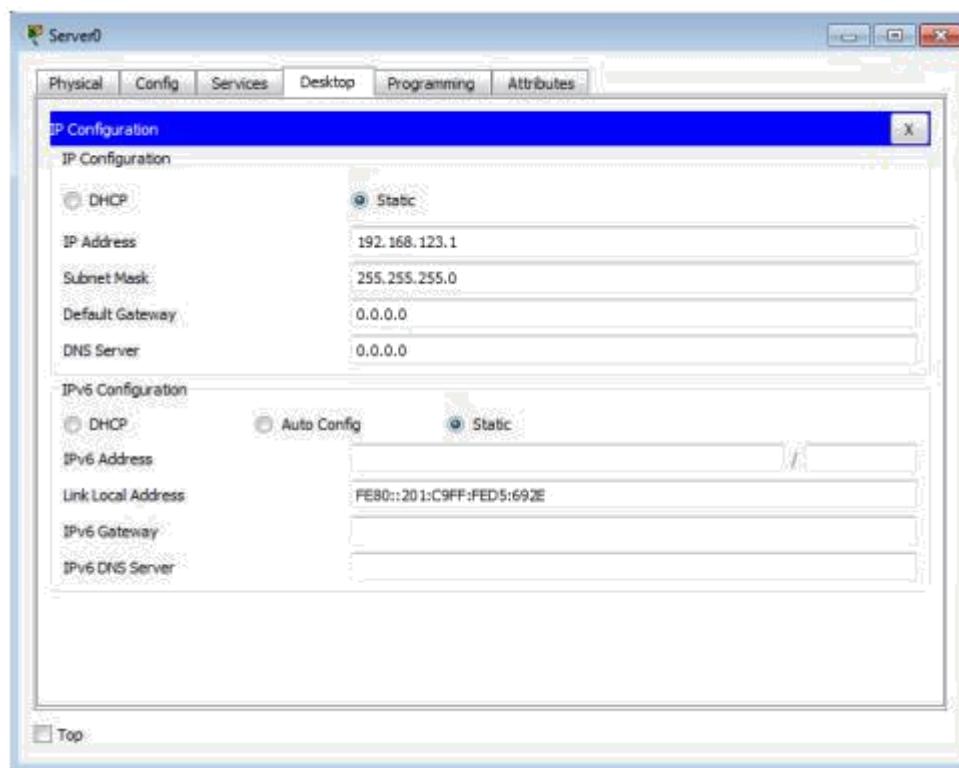 Server0
Physical Config Services Desktop Programming Attributes
IP Configuration X
IP Configuration
DHCP Static
IP Address 192.168.123.1
Subnet Mask 255.255.255.0
Default Gateway 0.0.0.0
DNS Server 0.0.0.0
IPv6 Configuration
DHCP Auto Config Static
IPv6 Address /
Link Local Address FE80::201:C9FF:FED5:692E
IPv6 Gateway
IPv6 DNS Server
Top